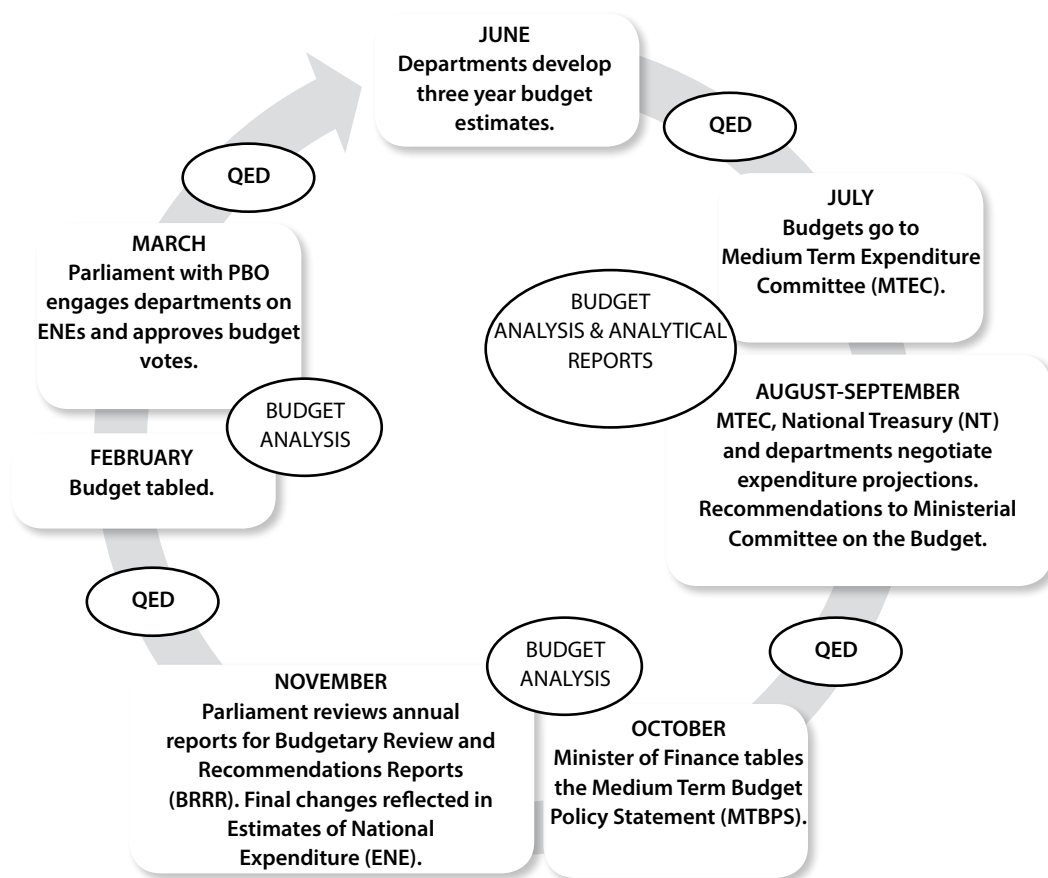 JUNE
Departments develop
three year budget
estimates.
QED
JULY
Budgets go to
Medium Term Expenditure
Committee (MTEC).
BUDGET
ANALYSIS & ANALYTICAL
REPORTS
AUGUST-SEPTEMBER
MTEC, National Treasury (NT)
and departments negotiate
expenditure projections.
Recommendations to Ministerial
Committee on the Budget.
QED
OCTOBER
Minister of Finance tables
the Medium Term Budget
Policy Statement (MTBPS).
BUDGET
ANALYSIS
NOVEMBER
Parliament reviews annual
reports for Budgetary Review and
Recommendations Reports
(BRRR). Final changes reflected in
Estimates of National
Expenditure (ENE).
QED
FEBRUARY
Budget tabled.
BUDGET
ANALYSIS
MARCH
Parliament with PBO
engages departments on
ENEs and approves budget
votes.
QED